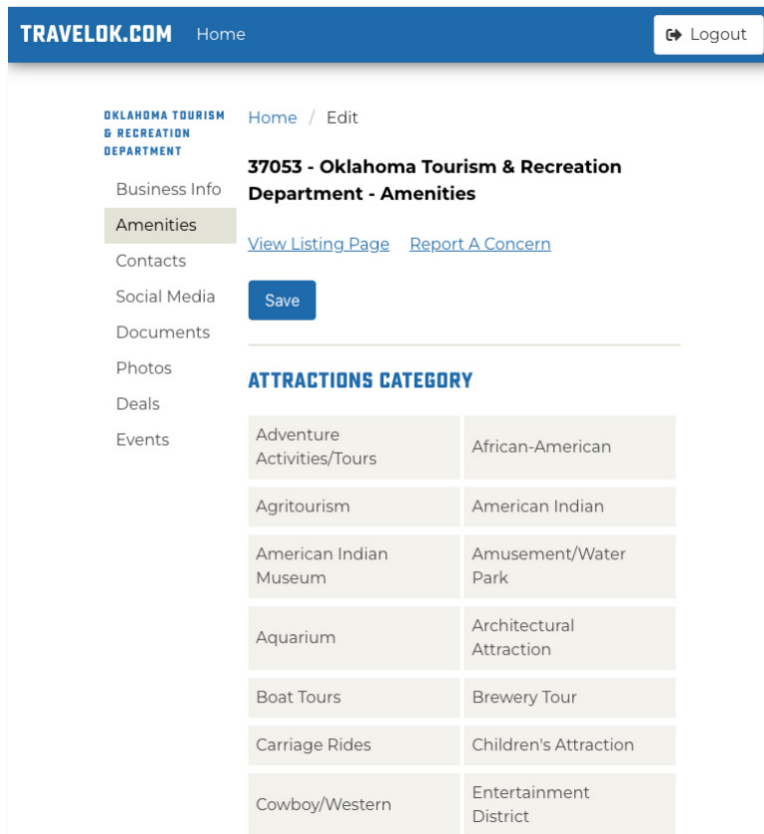 TRAVELOK.COM Home Logout
OKLAHOMA TOURISM
& RECREATION
DEPARTMENT
Business Info
Amenities
Contacts
Social Media
Documents
Photos
Deals
Events
Home / Edit
37053 - Oklahoma Tourism & Recreation
Department - Amenities
View Listing Page Report A Concern
Save
ATTRACTIONS CATEGORY
Adventure
Activities/Tours
African-American
Agritourism
American Indian
American Indian
Museum
Amusement/Water
Park
Aquarium
Architectural
Attraction
Boat Tours
Brewery Tour
Carriage Rides
Children's Attraction
Cowboy/Western
Entertainment
District